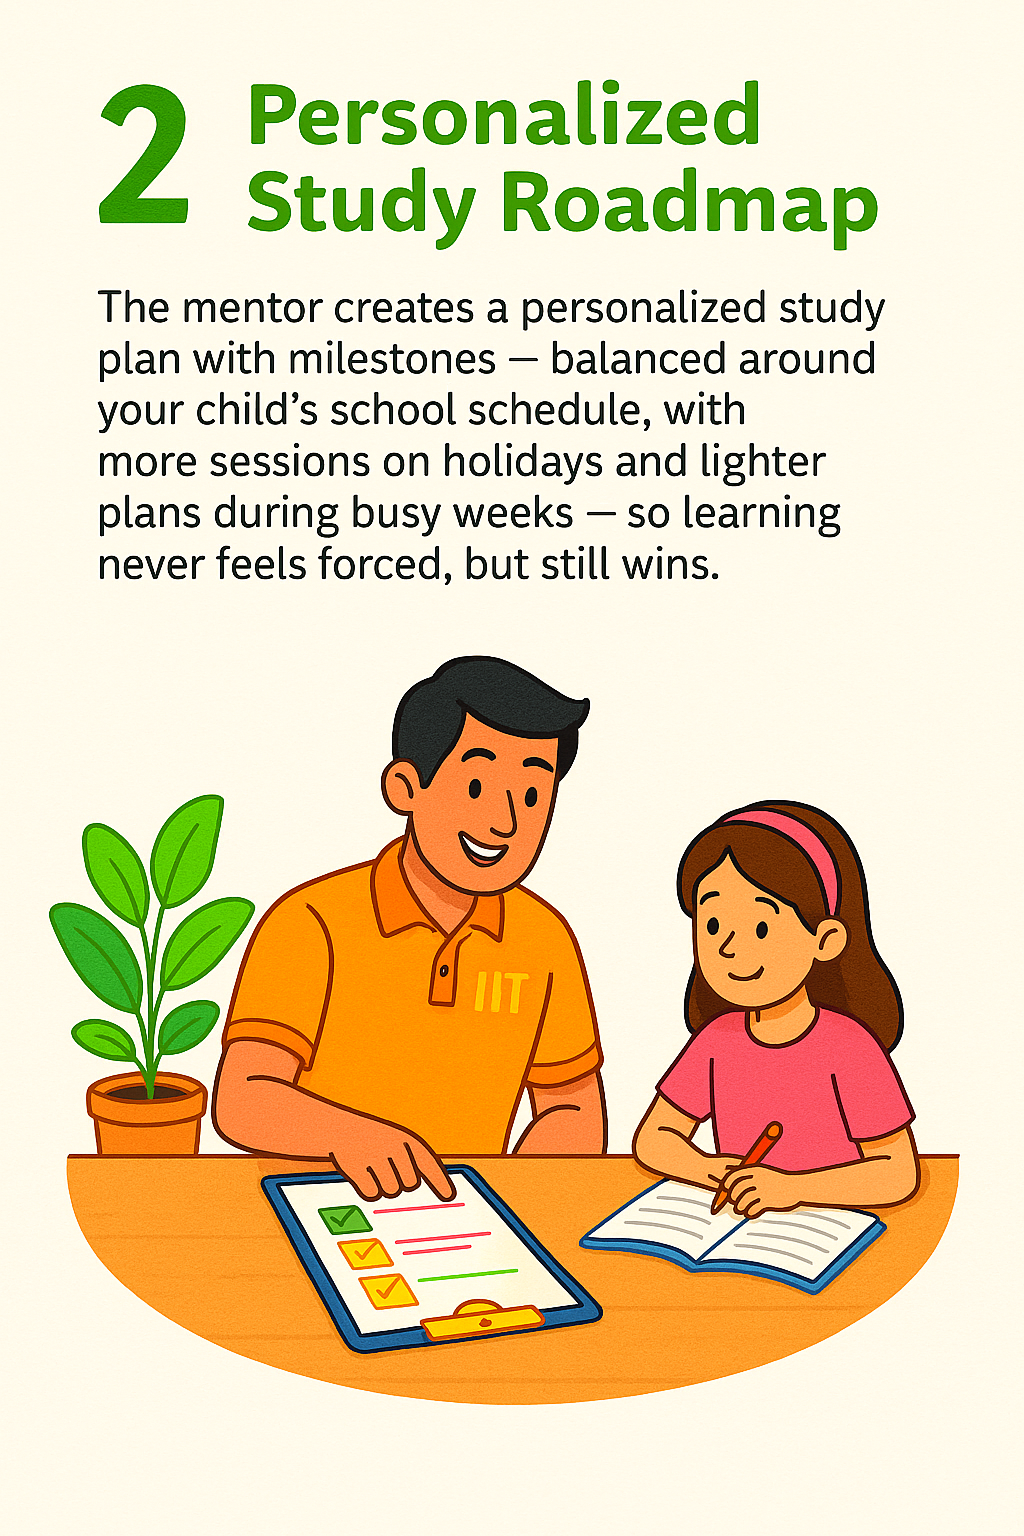 2 Personalized
Study Roadmap
The mentor creates a personalized study
plan with milestones — balanced around
your child’s school schedule, with
more sessions on holidays and lighter
plans during busy weeks — so learning
never feels forced, but still wins.
IIT